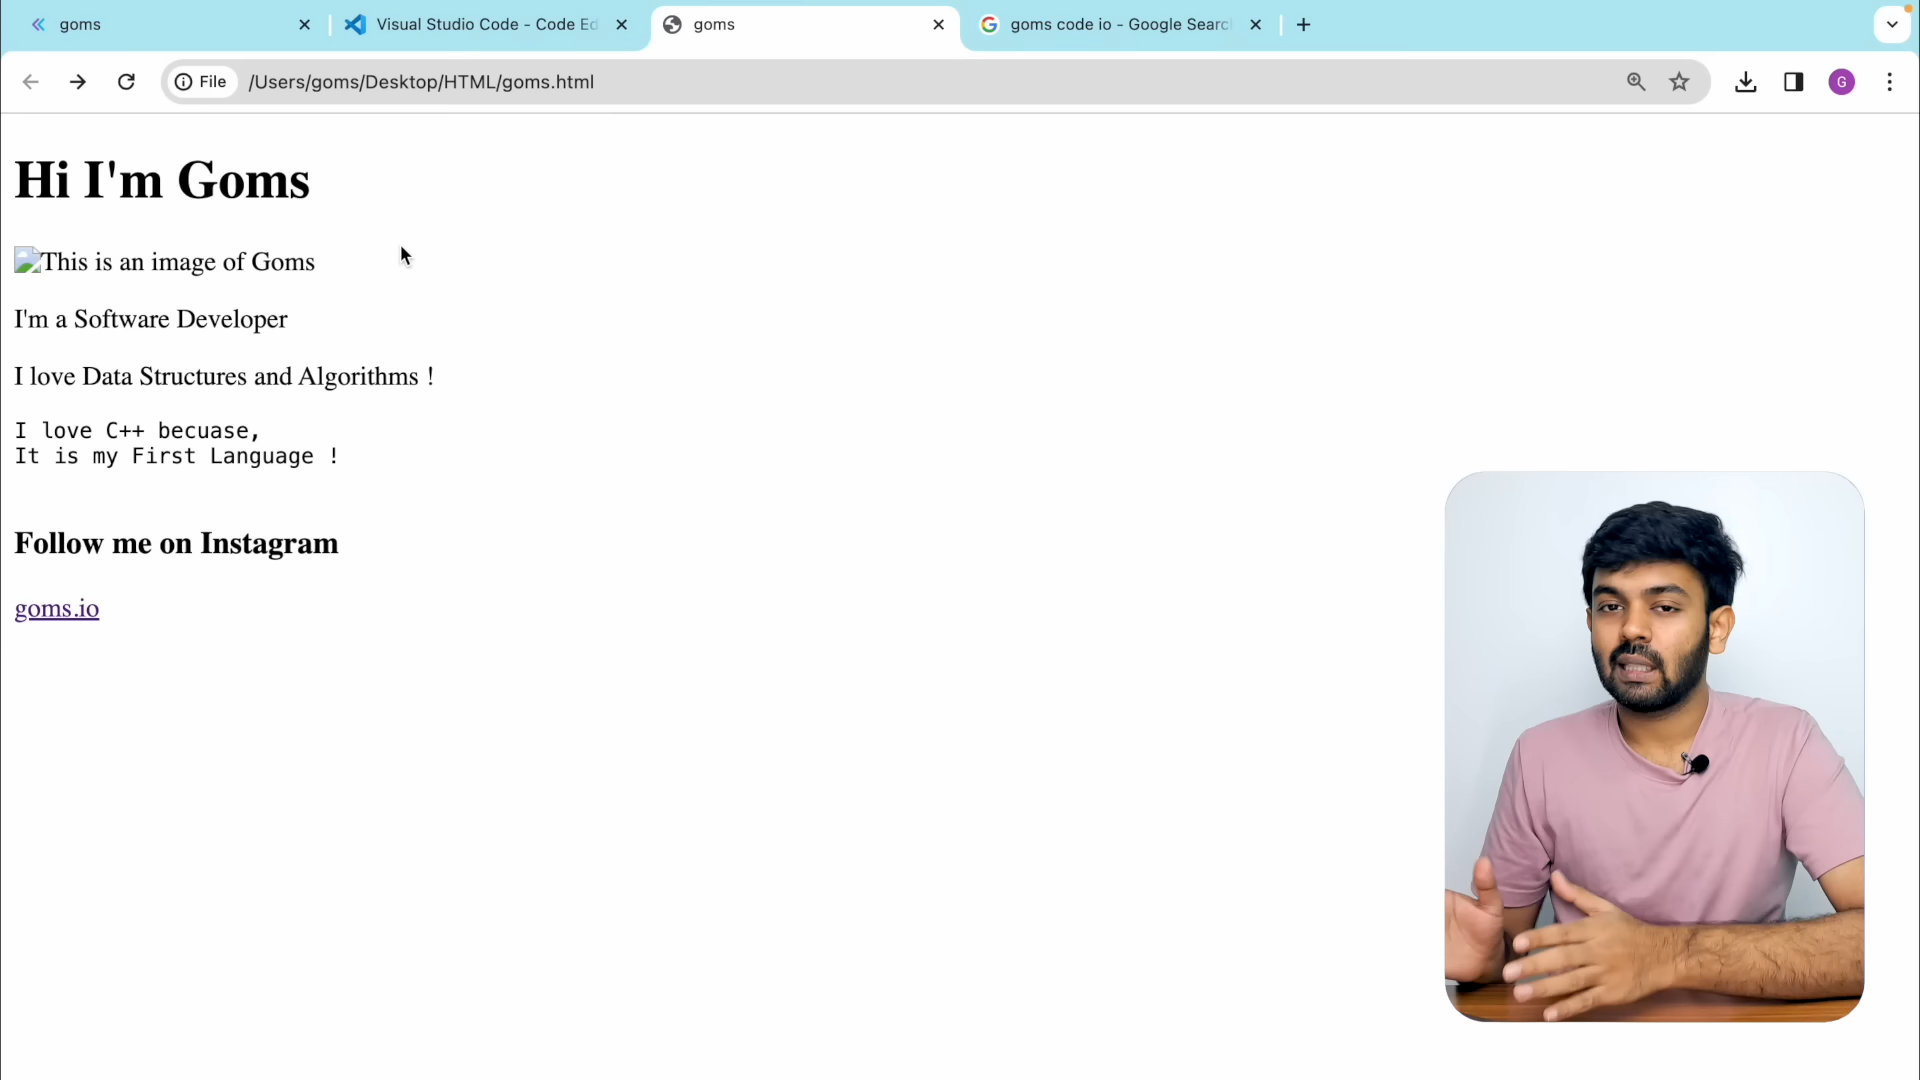 goms
Visual Studio Code - Code Ed
goms
goms code io - Google Searc
File
/Users/goms/Desktop/HTML/goms.html
G
Hi I'm Goms
This is an image of Goms
I'm a Software Developer
I love Data Structures and Algorithms !
I love C++ becuase,
It is my First Language !
Follow me on Instagram
goms.io